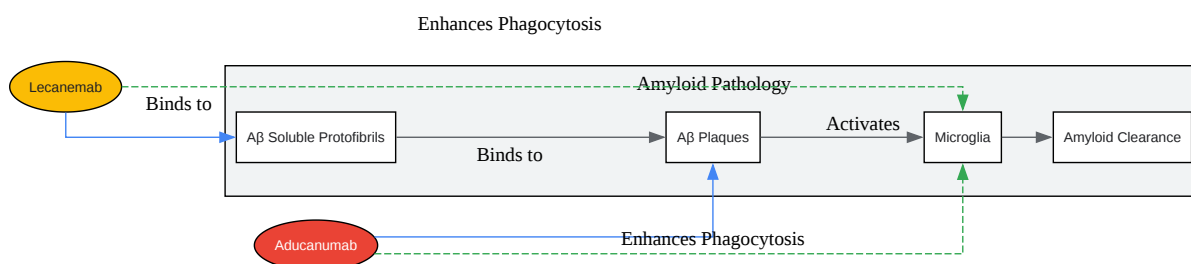 Enhances Phagocytosis
Amyloid Pathology
Lecanemab
Binds to
Aβ Soluble Protofibrils
Binds to
Aβ Plaques
Activates
Microglia
Amyloid Clearance
Aducanumab
Enhances Phagocytosis